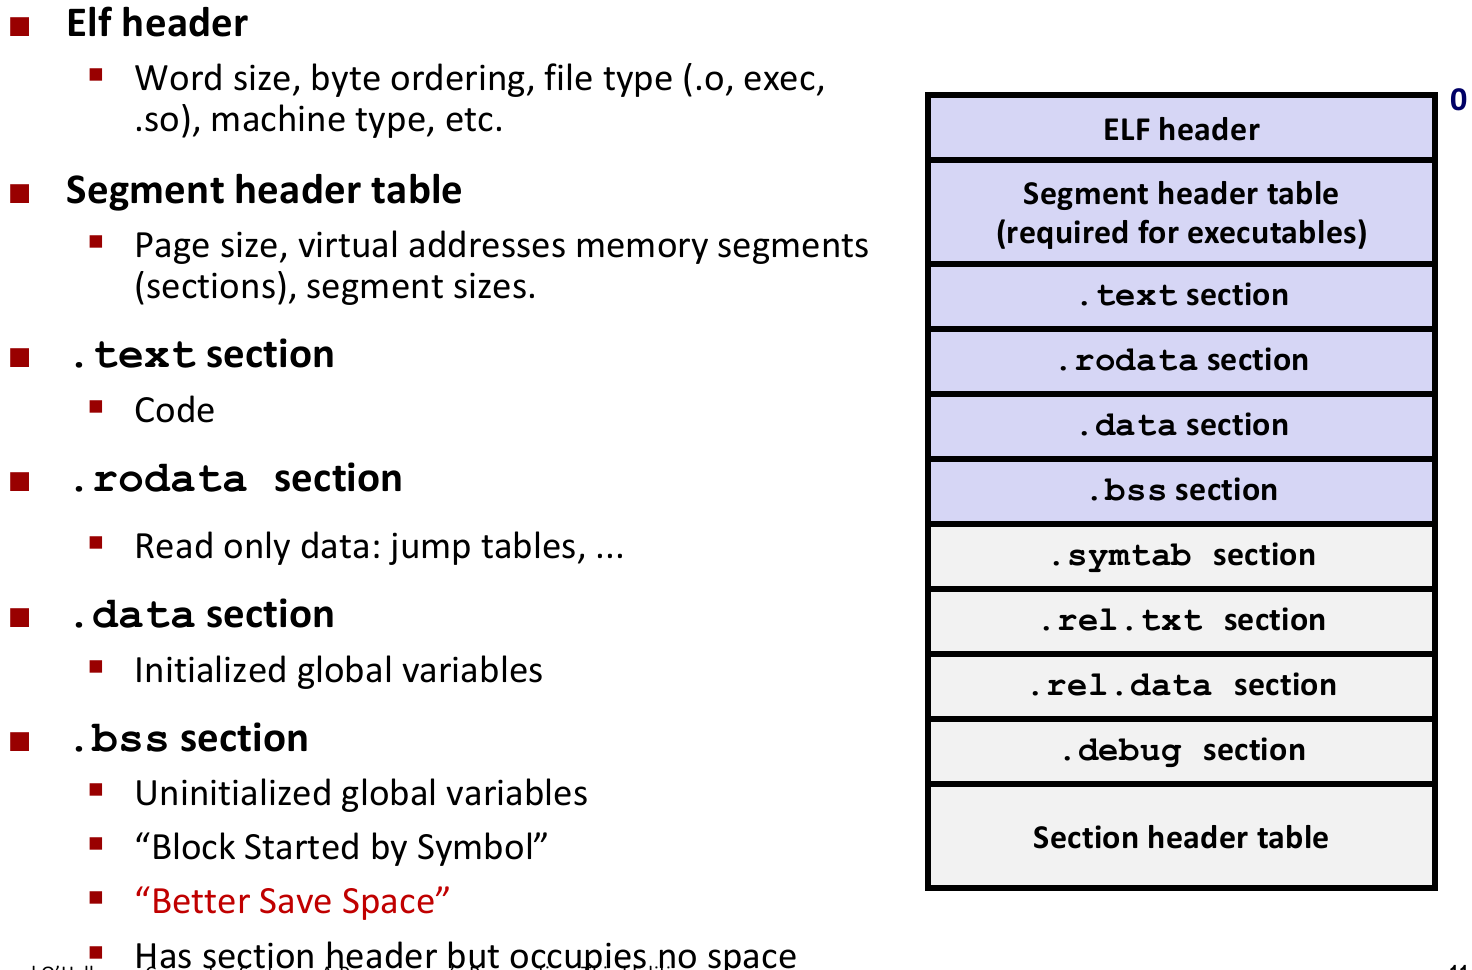 Elf header
Word size, byte ordering, file type (.o, exec,
.so), machine type, etc.
Segment header table
Page size, virtual addresses memory segments
(sections), segment sizes.
.text section
Code
.rodata section
Read only data: jump tables, ...
.data section
Initialized global variables
.bss section
Uninitialized global variables
“Block Started by Symbol”
“Better Save Space”
Has section header but occupies no space
0
ELF header
Segment header table
(required for executables)
.text section
.rodata section
.data section
.bss section
.symtab section
.rel.txt section
.rel.data section
.debug section
Section header table